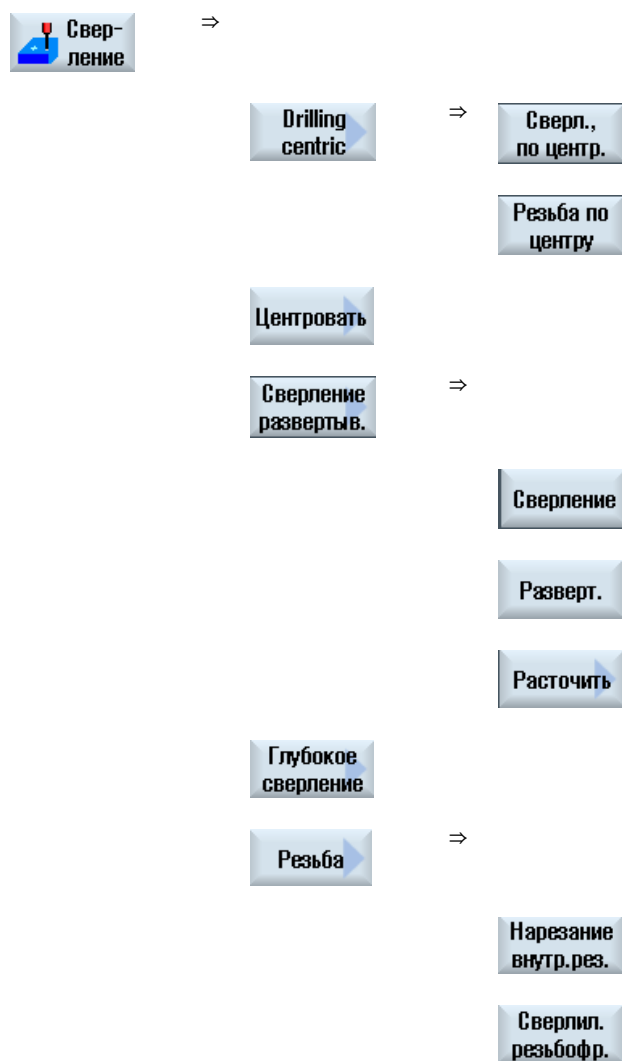 Свер-
ление
⇒
Drilling
centric
⇒
Сверл.,
по центр.
Резьба по
центру
Центровать
Сверление
развертыв.
⇒
Сверление
Разверт.
Расточить
Глубокое
сверление
Резьба
⇒
Нарезание
внутр.рез.
Сверлил.
резьбофр.